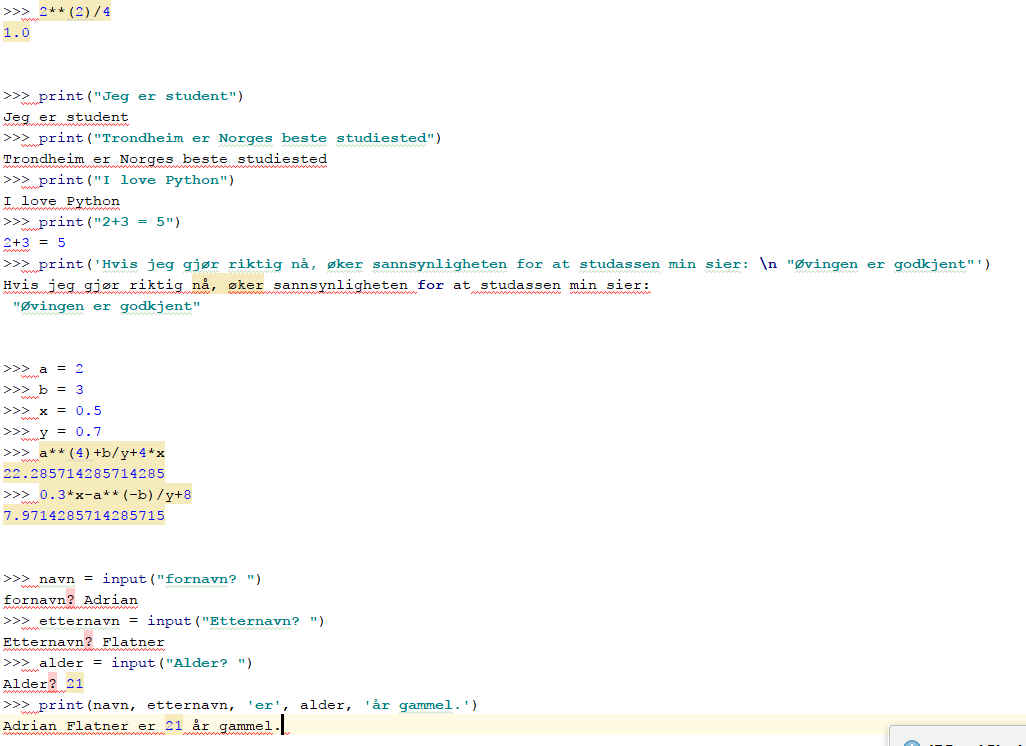 >>> 2**(2)/4
1.0
>>> print("Jeg er student")
Jeg er student
>>> print("Trondheim er Norges beste studiested")
Trondheim er Norges beste studiested
>>> print("I love Python")
I love Python
>>> print("2+3 = 5")
2+3 = 5
>>> print('Hvis jeg gjør riktig nå, øker sannsynligheten for at studassen min sier: \n "Øvingen er godkjent"')
Hvis jeg gjør riktig nå, øker sannsynligheten for at studassen min sier:
 "Øvingen er godkjent"
>>> a = 2
>>> b = 3
>>> x = 0.5
>>> y = 0.7
>>> a**(4)+b/y+4*x
22.285714285714285
>>> 0.3*x-a**(-b)/y+8
7.9714285714285715
>>> navn = input("fornavn? ")
fornavn? Adrian
>>> etternavn = input("Etternavn? ")
Etternavn? Flatner
>>> alder = input("Alder? ")
Alder? 21
>>> print(navn, etternavn, 'er', alder, 'år gammel.')
Adrian Flatner er 21 år gammel.